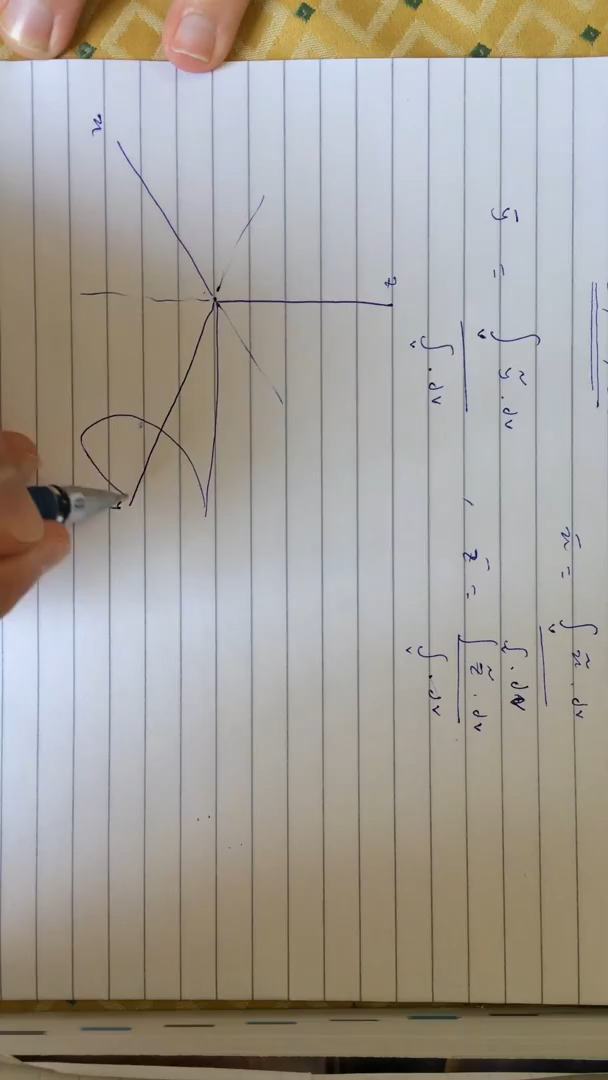 x̄ = ∫ᵥ x̃ . dv
∫ᵥ . dv
ȳ = ∫ᵥ ỹ . dv
∫ᵥ . dv
, z̄ = ∫ z̃ . dv
∫ᵥ . dv
z
x